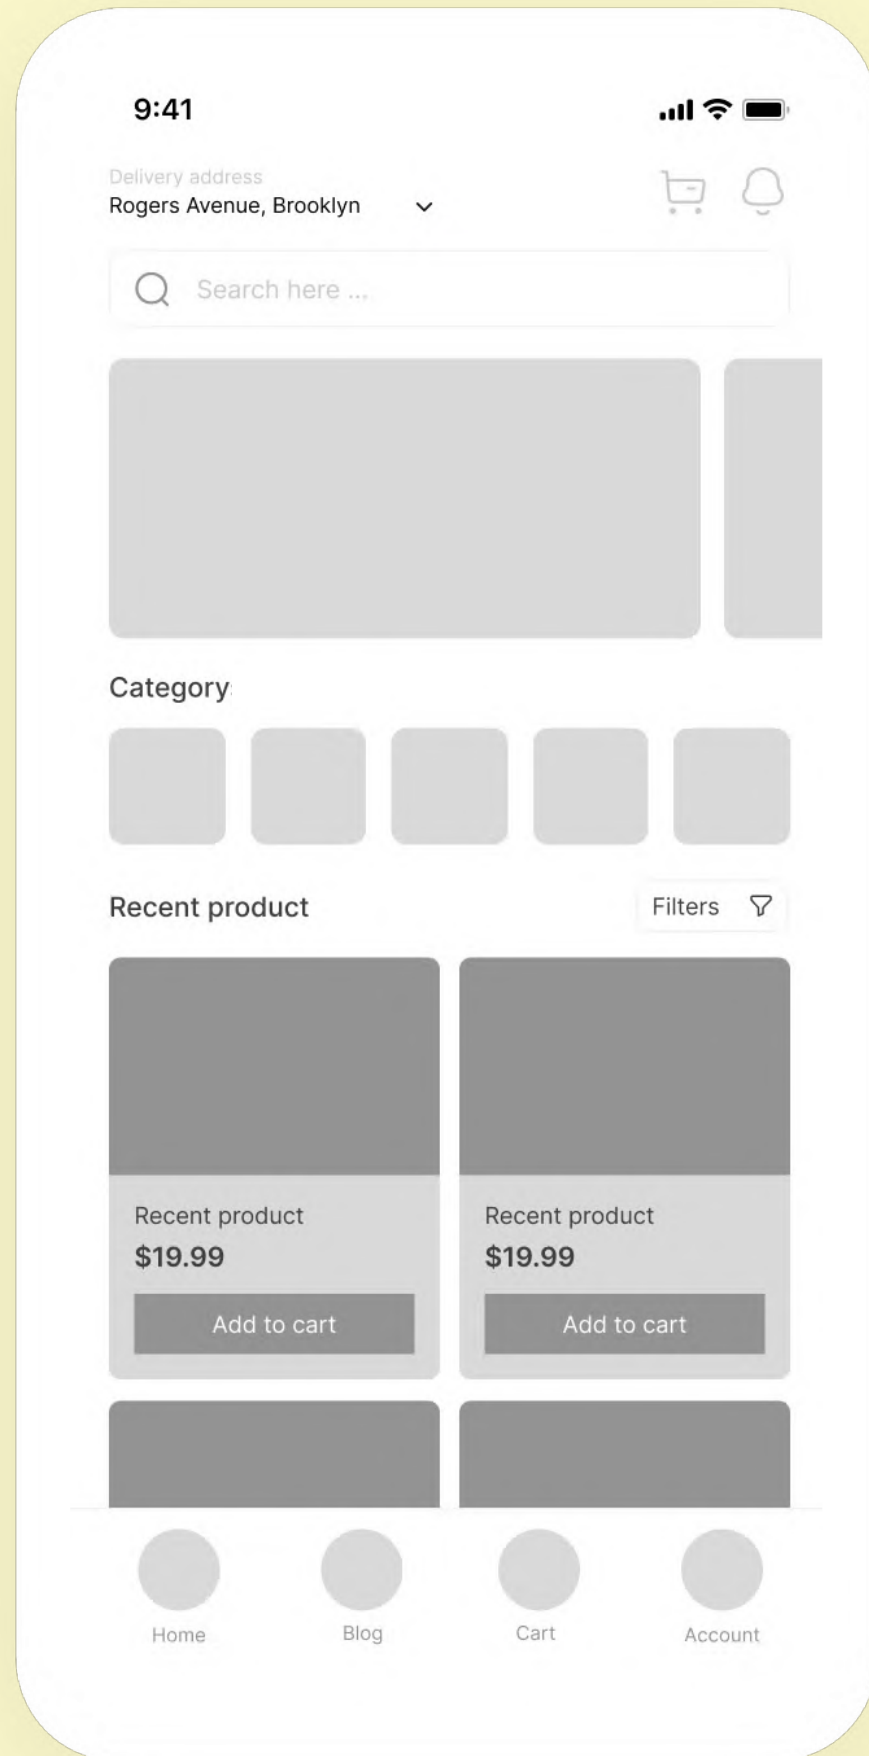 9:41
Delivery address
Rogers Avenue, Brooklyn
Search here ...
Category
Recent product
Filters
Recent product
$19.99
Add to cart
Recent product
$19.99
Add to cart
Home
Blog
Cart
Account